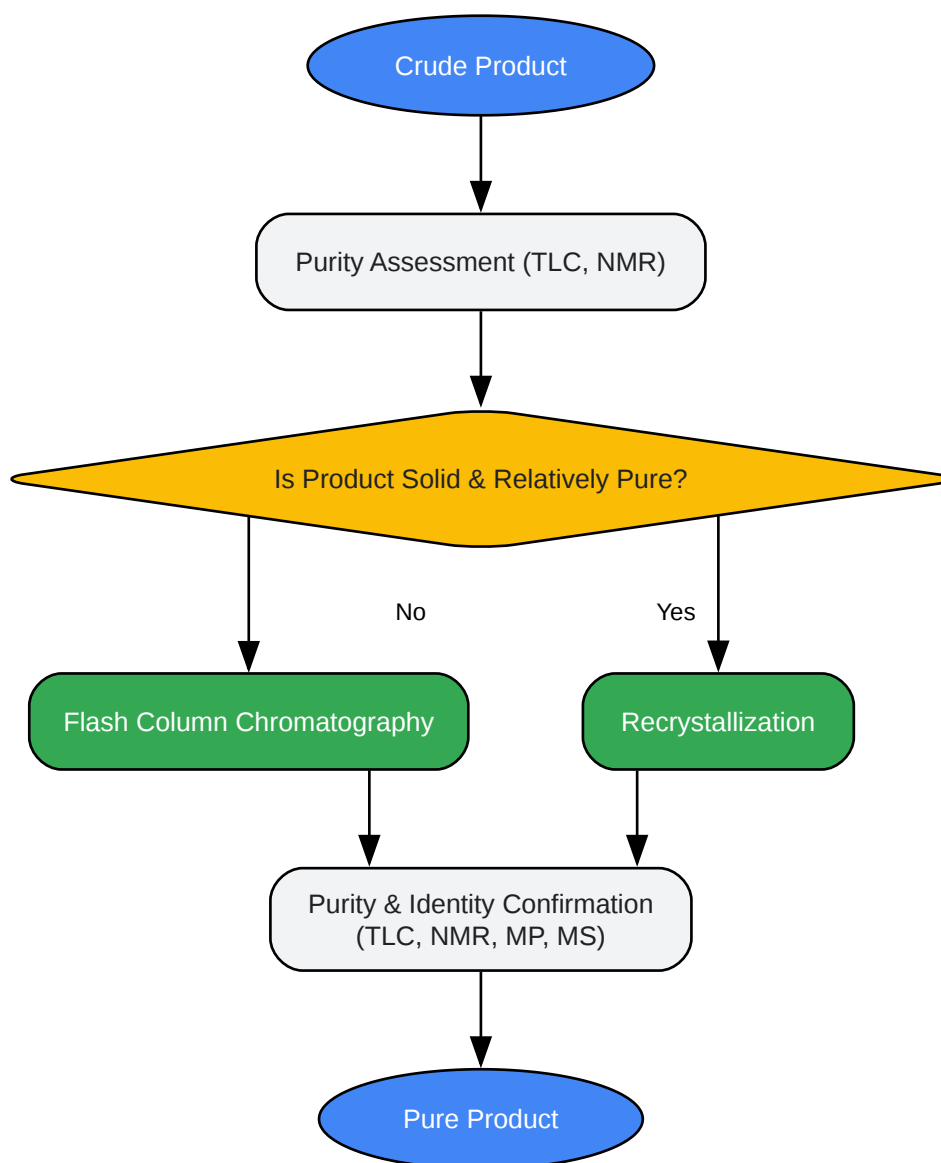 Crude Product
Purity Assessment (TLC, NMR)
Is Product Solid & Relatively Pure?
No
Yes
Flash Column Chromatography
Recrystallization
Purity & Identity Confirmation
(TLC, NMR, MP, MS)
Pure Product